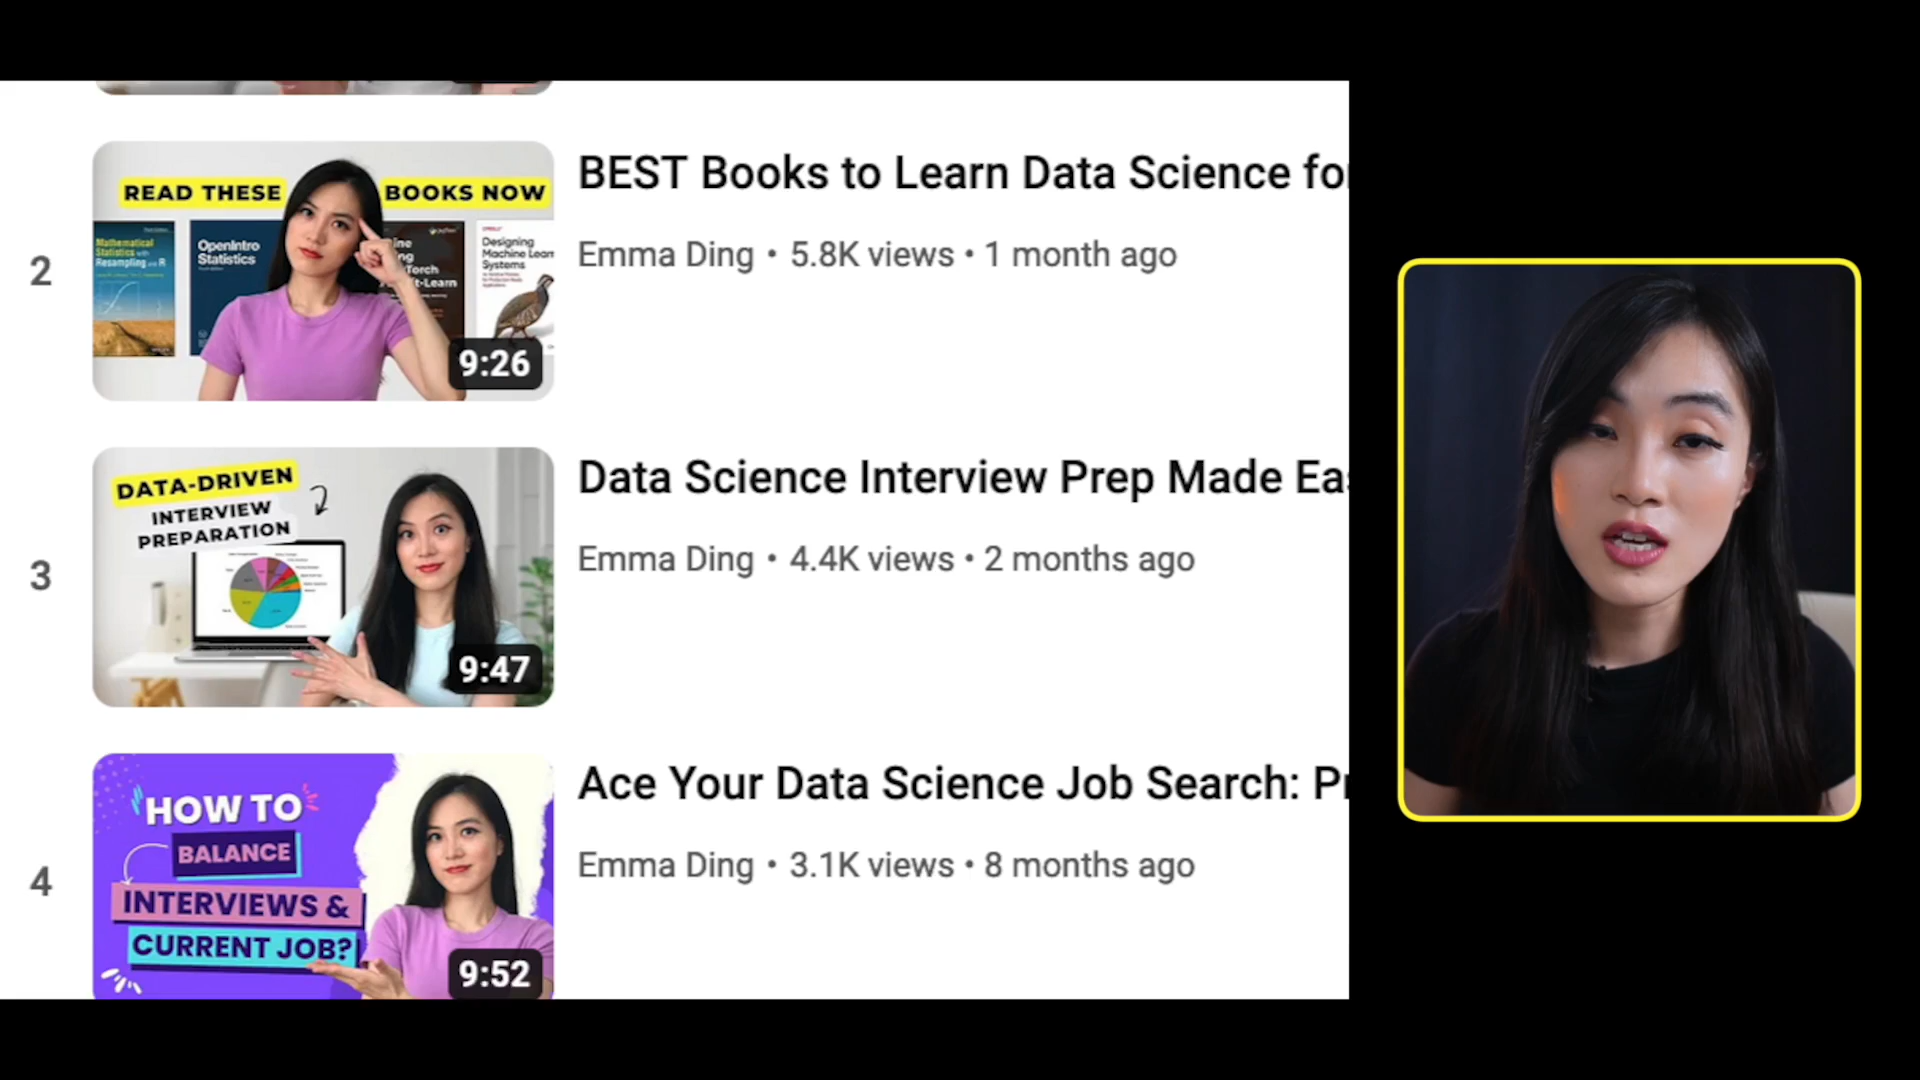 2
READ THESE BOOKS NOW
Mathematical
Statistics with
Resampling and R
OpenIntro
Statistics
Designing
Machine Learn
Systems
9:26
BEST Books to Learn Data Science fo
Emma Ding • 5.8K views • 1 month ago
3
DATA-DRIVEN
INTERVIEW
PREPARATION
9:47
Data Science Interview Prep Made Ea
Emma Ding • 4.4K views • 2 months ago
4
HOW TO
BALANCE
INTERVIEWS &
CURRENT JOB?
9:52
Ace Your Data Science Job Search: P
Emma Ding • 3.1K views • 8 months ago